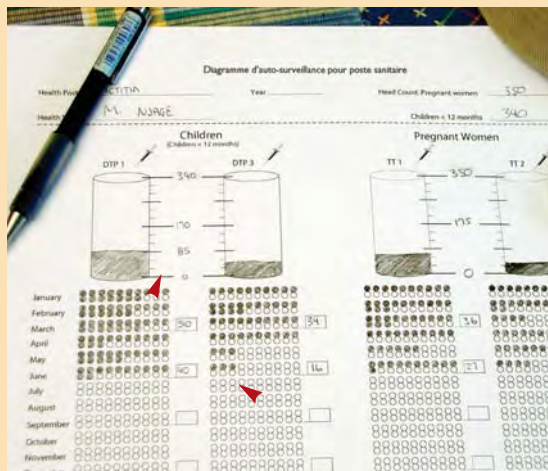 Diagramme d'auto-surveillance pour poste sanitaire
Health Year Head Count: Pregnant women 350
Health M. NJAGE Children < 12 months 340
Children Pregnant Women
(Children < 12 months)
DTP 1 DTP 3 TT 1 TT 2
340 350
170 175
85
0 0
January
February
March 50 34 36
April
May
June 40 16 27
July
August
September
October
November